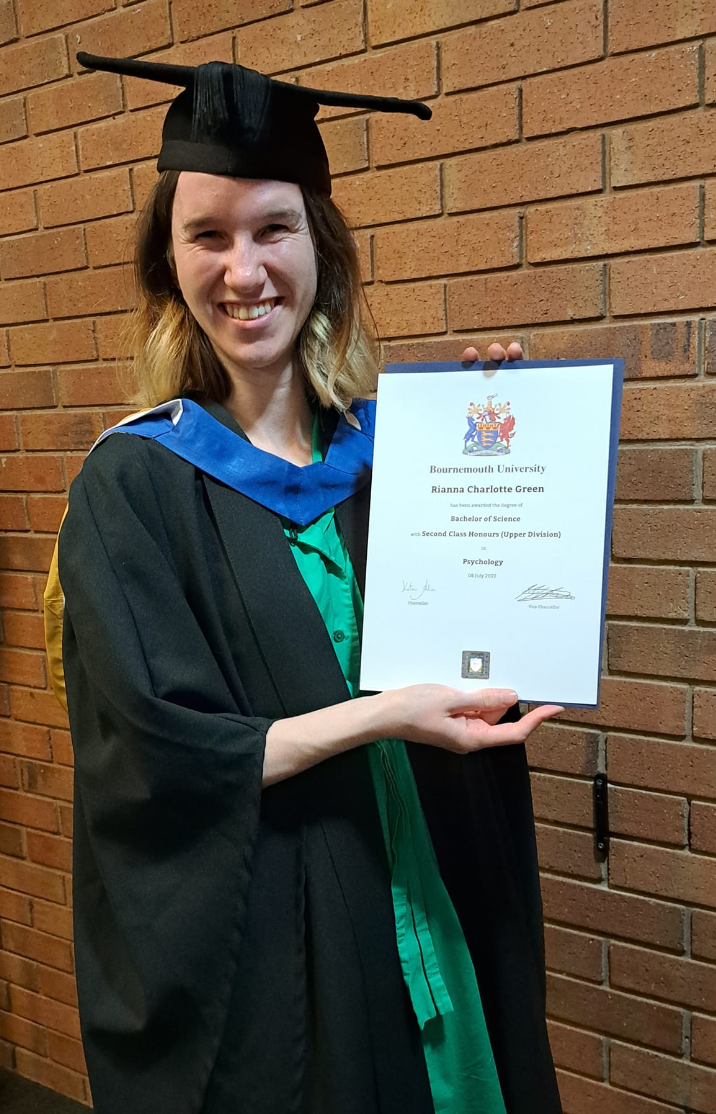 Bournemouth University
Rianna Charlotte Green
has been awarded the degree of
Bachelor of Science
with Second Class Honours (Upper Division)
in
Psychology
Vice-Chancellor